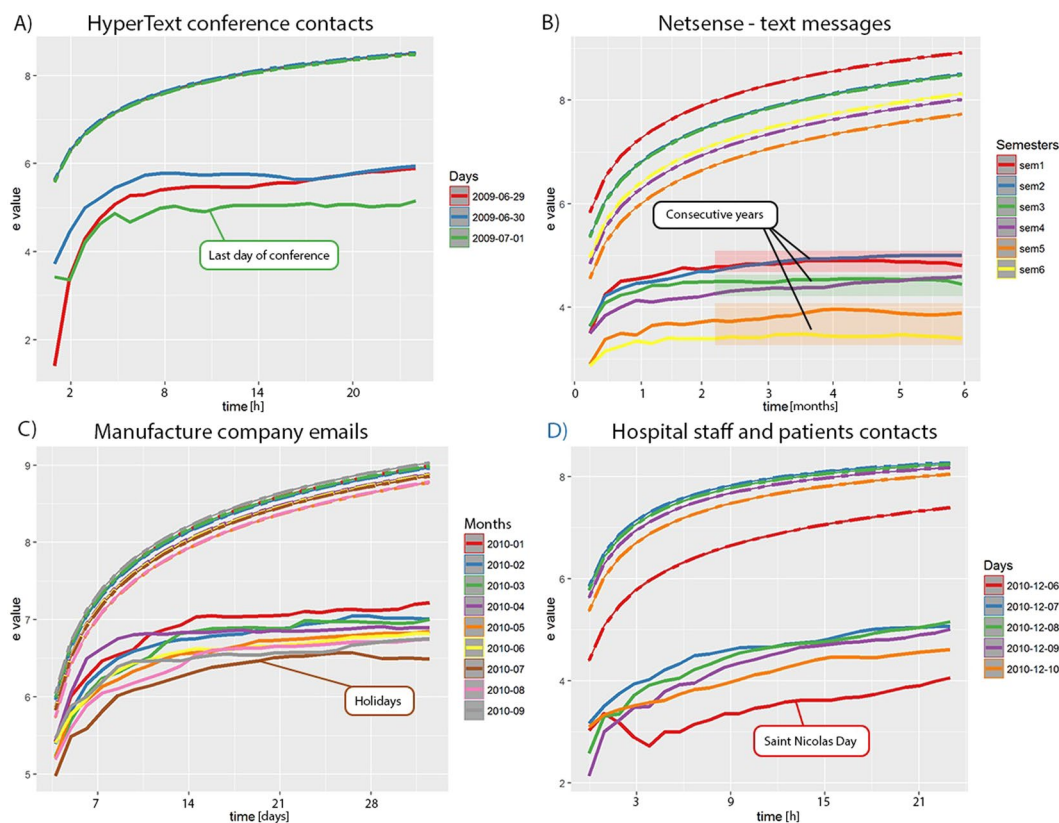 A) HyperText conference contacts
8
6
4
2
e value
2 8 14 20
time [h]
Last day of conference
Days
2009-06-29
2009-06-30
2009-07-01
B) Netsense - text messages
8
6
4
e value
0 1 2 3 4 5 6
time[months]
Consecutive years
Semesters
sem1
sem2
sem3
sem4
sem5
sem6
C) Manufacture company emails
9
8
7
6
5
e value
7 14 21 28
time [days]
Holidays
Months
2010-01
2010-02
2010-03
2010-04
2010-05
2010-06
2010-07
2010-08
2010-09
D) Hospital staff and patients contacts
8
6
4
2
e value
3 9 15 21
time [h]
Saint Nicolas Day
Days
2010-12-06
2010-12-07
2010-12-08
2010-12-09
2010-12-10